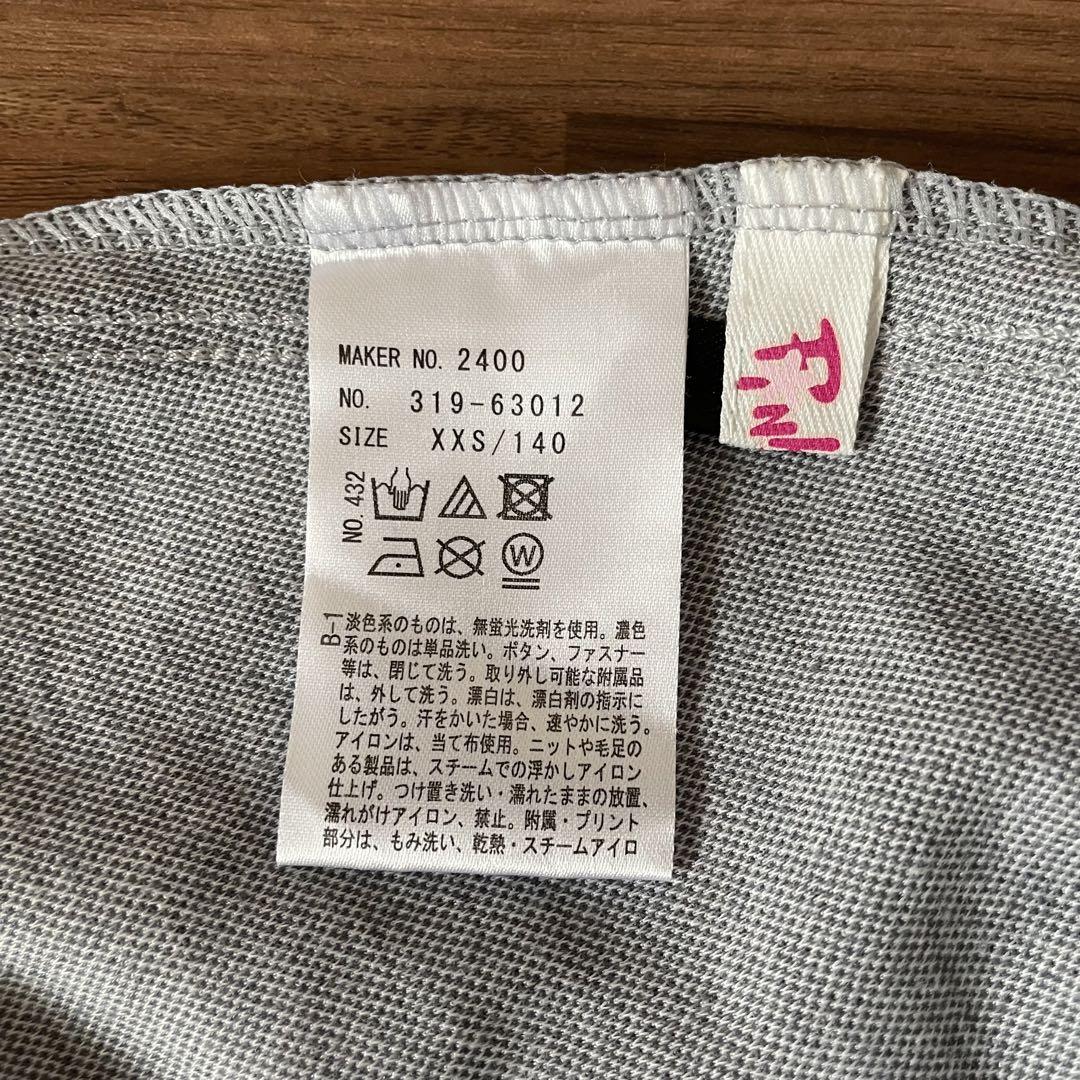 MAKER NO. 2400
NO. 319-63012
SIZE XXS/140
NO. 432
W
B-1
淡色系のものは、無蛍光洗剤を使用。濃色
系のものは単品洗い。ボタン、ファスナー
等は、閉じて洗う。取り外し可能な附属品
は、外して洗う。漂白は、漂白剤の指示に
したがう。汗をかいた場合、速やかに洗う。
アイロンは、当て布使用。ニットや毛足の
ある製品は、スチームでの浮かしアイロン
仕上げ。つけ置き洗い・濡れたままの放置、
濡れがけアイロン、禁止。附属・プリント
部分は、もみ洗い、乾熱・スチームアイロ